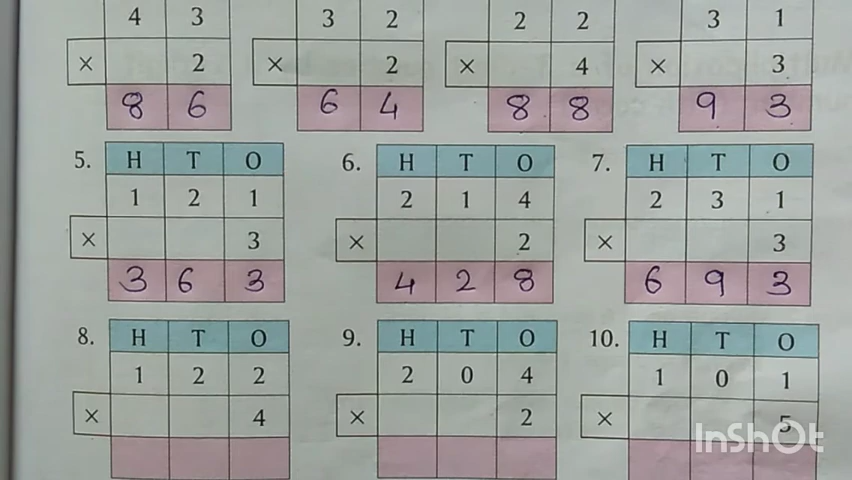 4 3 3 2 2 2 3 1
× 2 × 2 × 4 × 3
8 6 6 4 8 8 9 3
5. H T O 6. H T O 7. H T O
1 2 1 2 1 4 2 3 1
× 3 × 2 × 3
3 6 3 4 2 8 6 9 3
8. H T O 9. H T O 10. H T O
1 2 2 2 0 4 1 0 1
× 4 × 2 × 5
InShOt